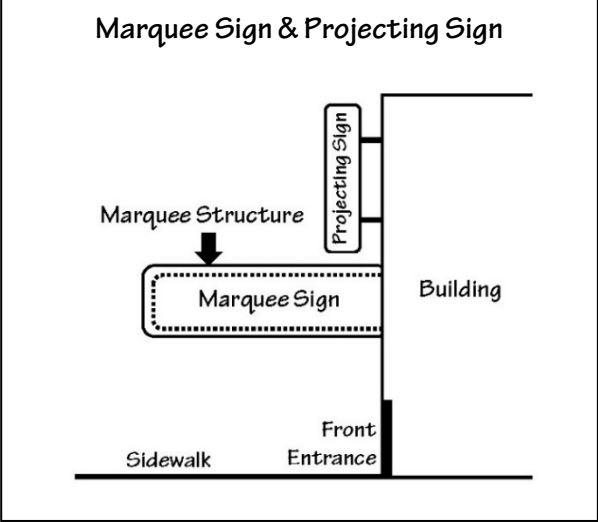 Marquee Sign & Projecting Sign
Projecting Sign
Marquee Structure
Marquee Sign
Building
Front
Entrance
Sidewalk